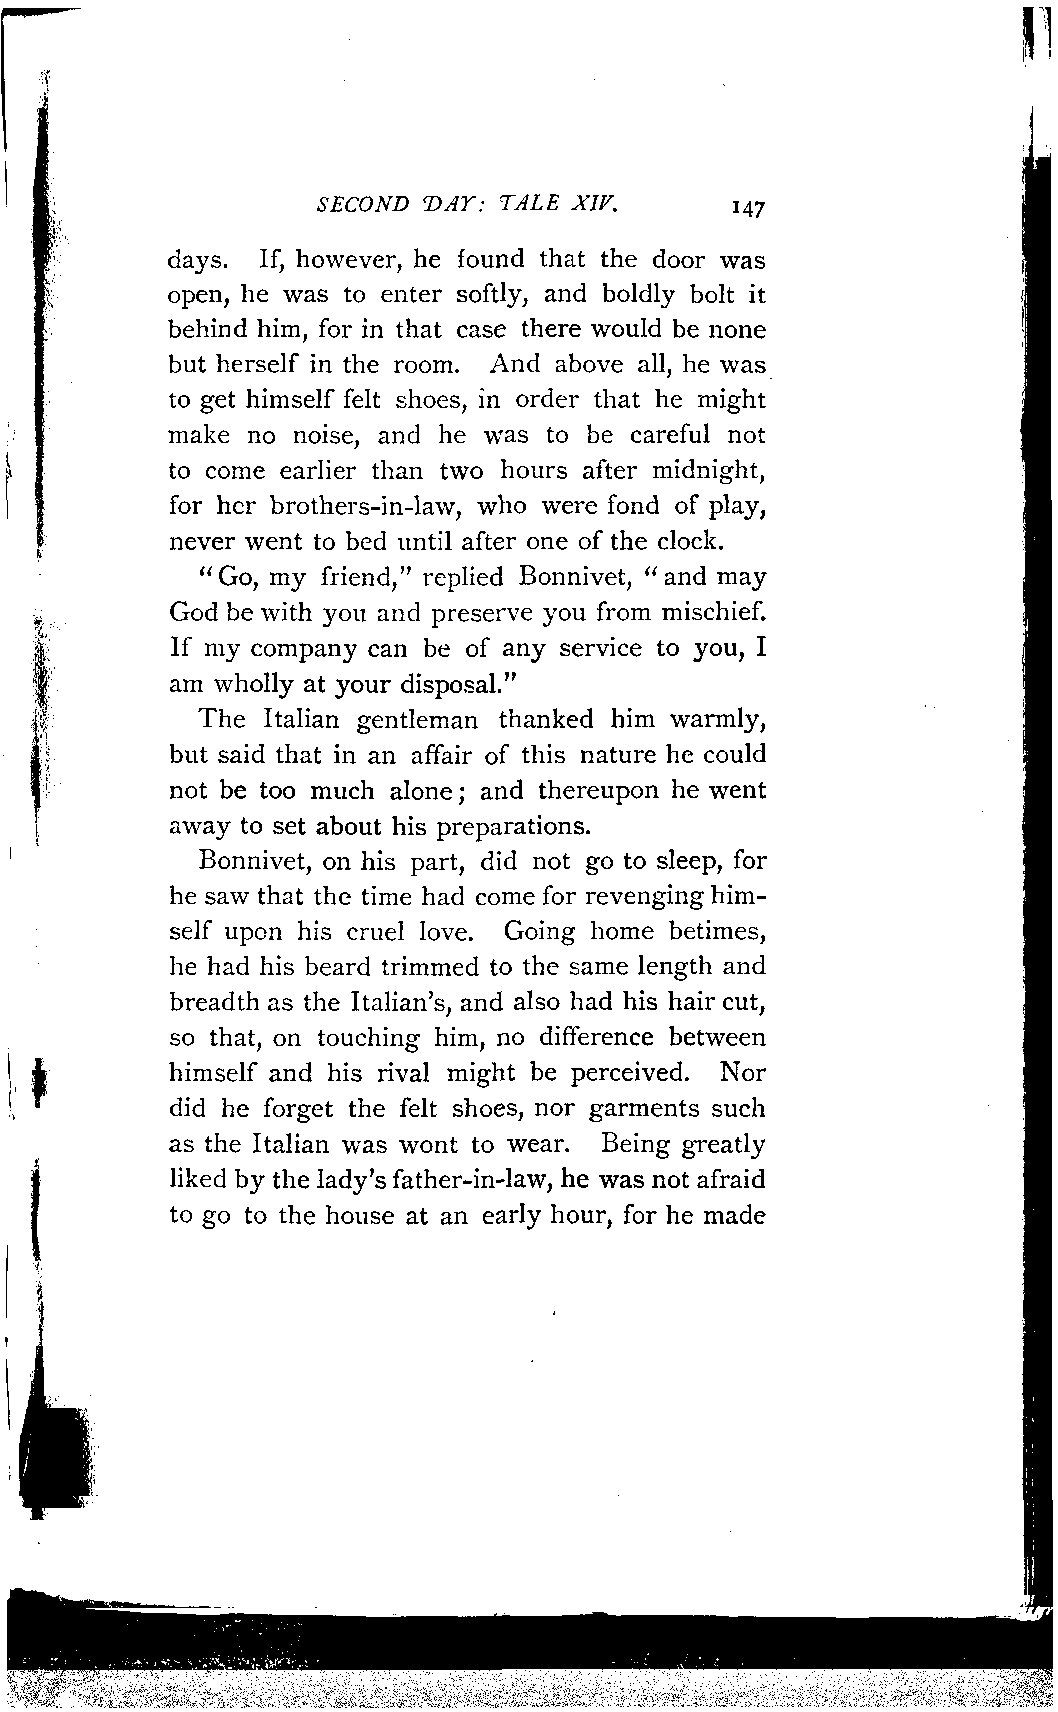 SECOND DAY: TALE XIV. 147
days. If, however, he found that the door was
open, he was to enter softly, and boldly bolt it
behind him, for in that case there would be none
but herself in the room. And above all, he was
to get himself felt shoes, in order that he might
make no noise, and he was to be careful not
to come earlier than two hours after midnight,
for her brothers-in-law, who were fond of play,
never went to bed until after one of the clock.
“Go, my friend,” replied Bonnivet, “and may
God be with you and preserve you from mischief.
If my company can be of any service to you, I
am wholly at your disposal.”
The Italian gentleman thanked him warmly,
but said that in an affair of this nature he could
not be too much alone; and thereupon he went
away to set about his preparations.
Bonnivet, on his part, did not go to sleep, for
he saw that the time had come for revenging him-
self upon his cruel love. Going home betimes,
he had his beard trimmed to the same length and
breadth as the Italian's, and also had his hair cut,
so that, on touching him, no difference between
himself and his rival might be perceived. Nor
did he forget the felt shoes, nor garments such
as the Italian was wont to wear. Being greatly
liked by the lady's father-in-law, he was not afraid
to go to the house at an early hour, for he made